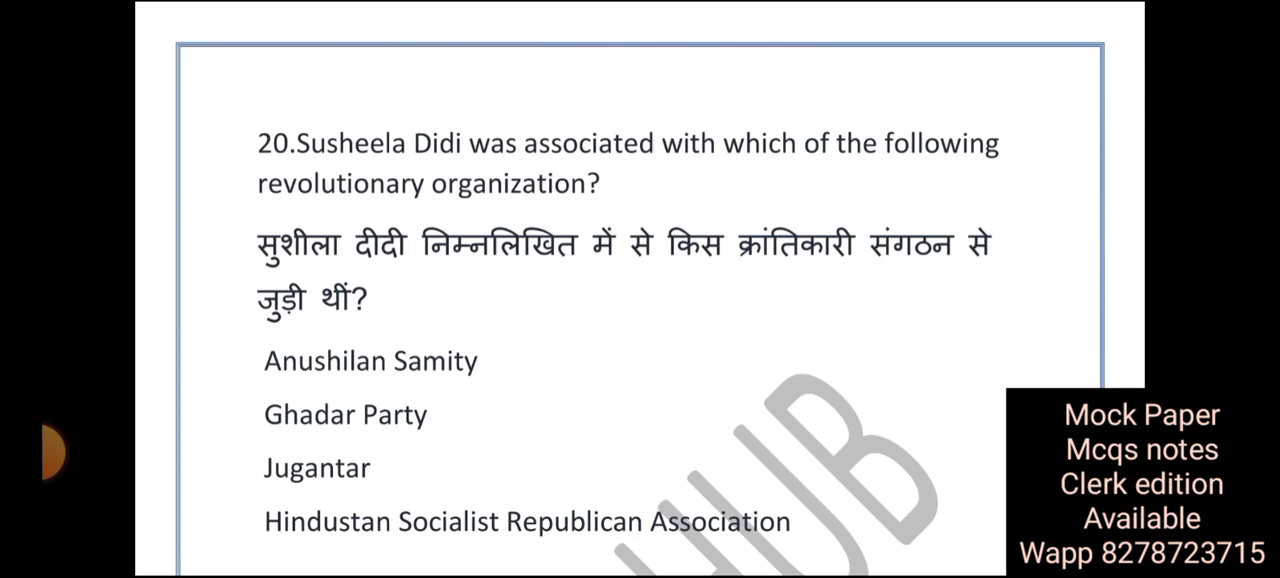 20.Susheela Didi was associated with which of the following
revolutionary organization?
सुशीला दीदी निम्नलिखित में से किस क्रांतिकारी संगठन से
जुड़ी थीं?
Anushilan Samity
Ghadar Party
Jugantar
Hindustan Socialist Republican Association
HUB
Mock Paper
Mcqs notes
Clerk edition
Available
Wapp 8278723715